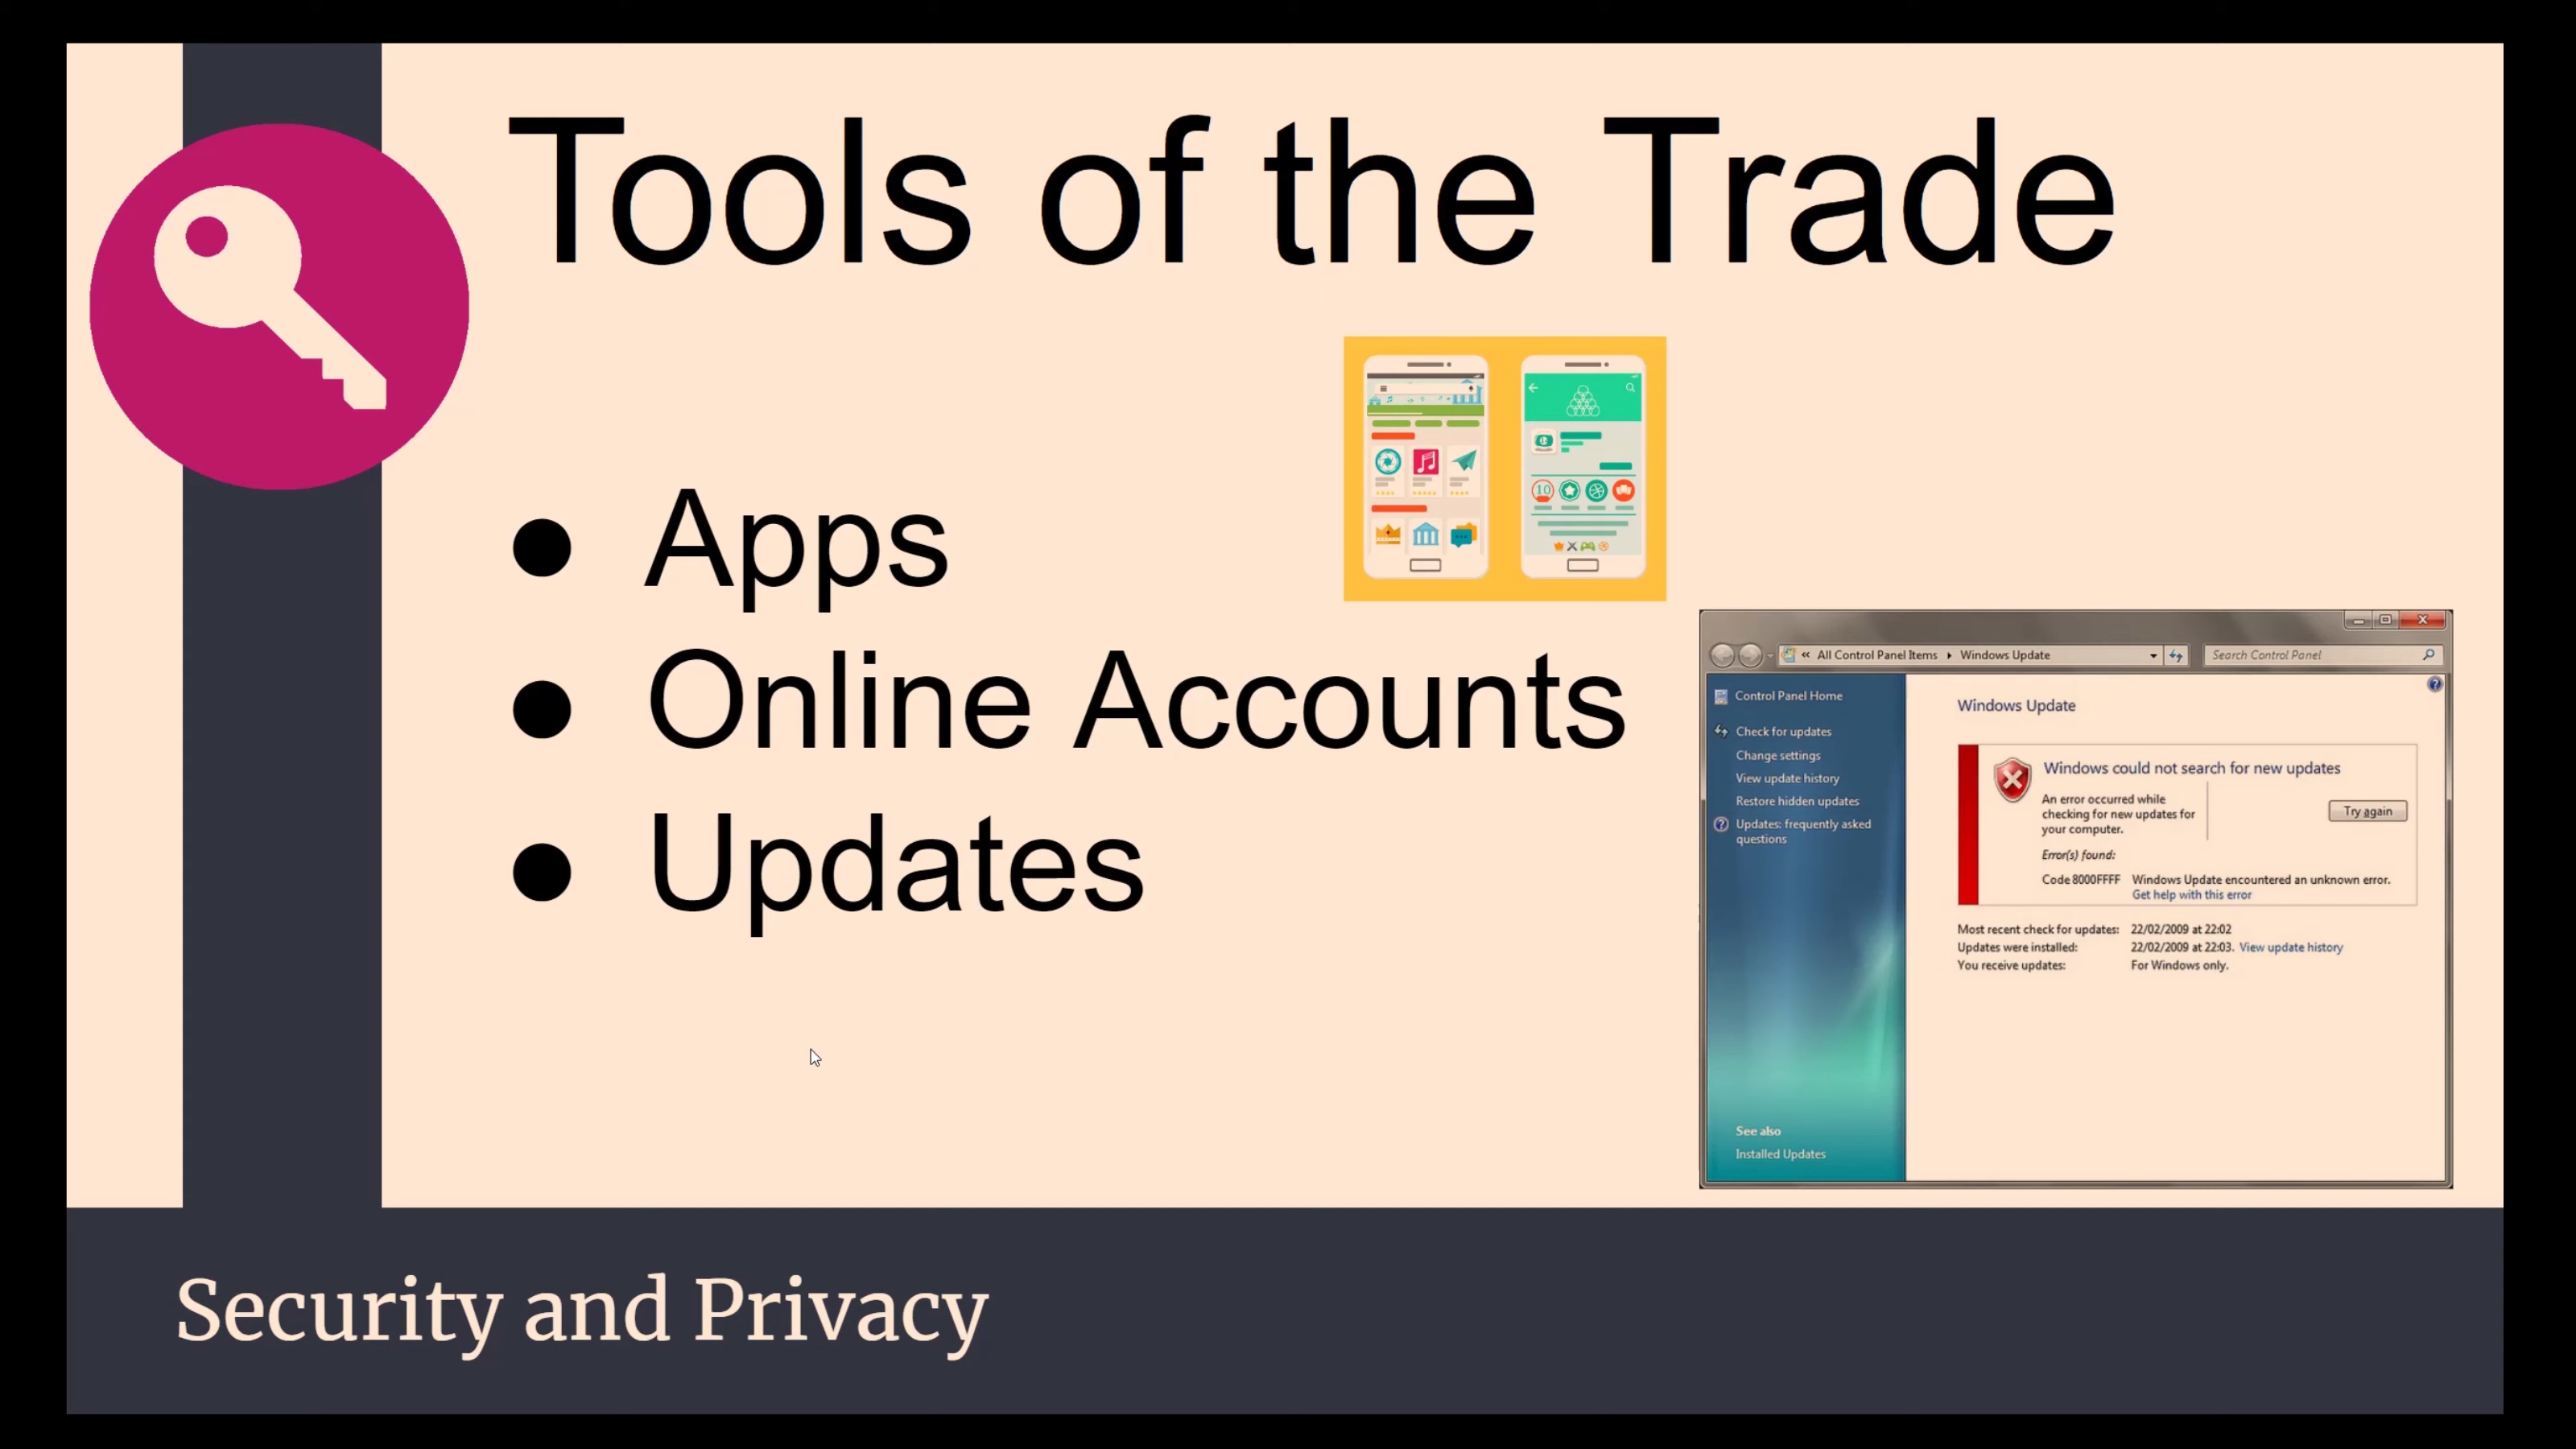 Tools of the Trade
● Apps
● Online Accounts
● Updates
10
« All Control Panel Items ▸ Windows Update
Search Control Panel
Control Panel Home
Check for updates
Change settings
View update history
Restore hidden updates
Updates: frequently asked
questions
See also
Installed Updates
Windows Update
Windows could not search for new updates
An error occurred while
checking for new updates for
your computer.
Try again
Error(s) found:
Code 8000FFFF Windows Update encountered an unknown error.
Get help with this error
Most recent check for updates: 22/02/2009 at 22:02
Updates were installed: 22/02/2009 at 22:03. View update history
You receive updates: For Windows only.
Security and Privacy